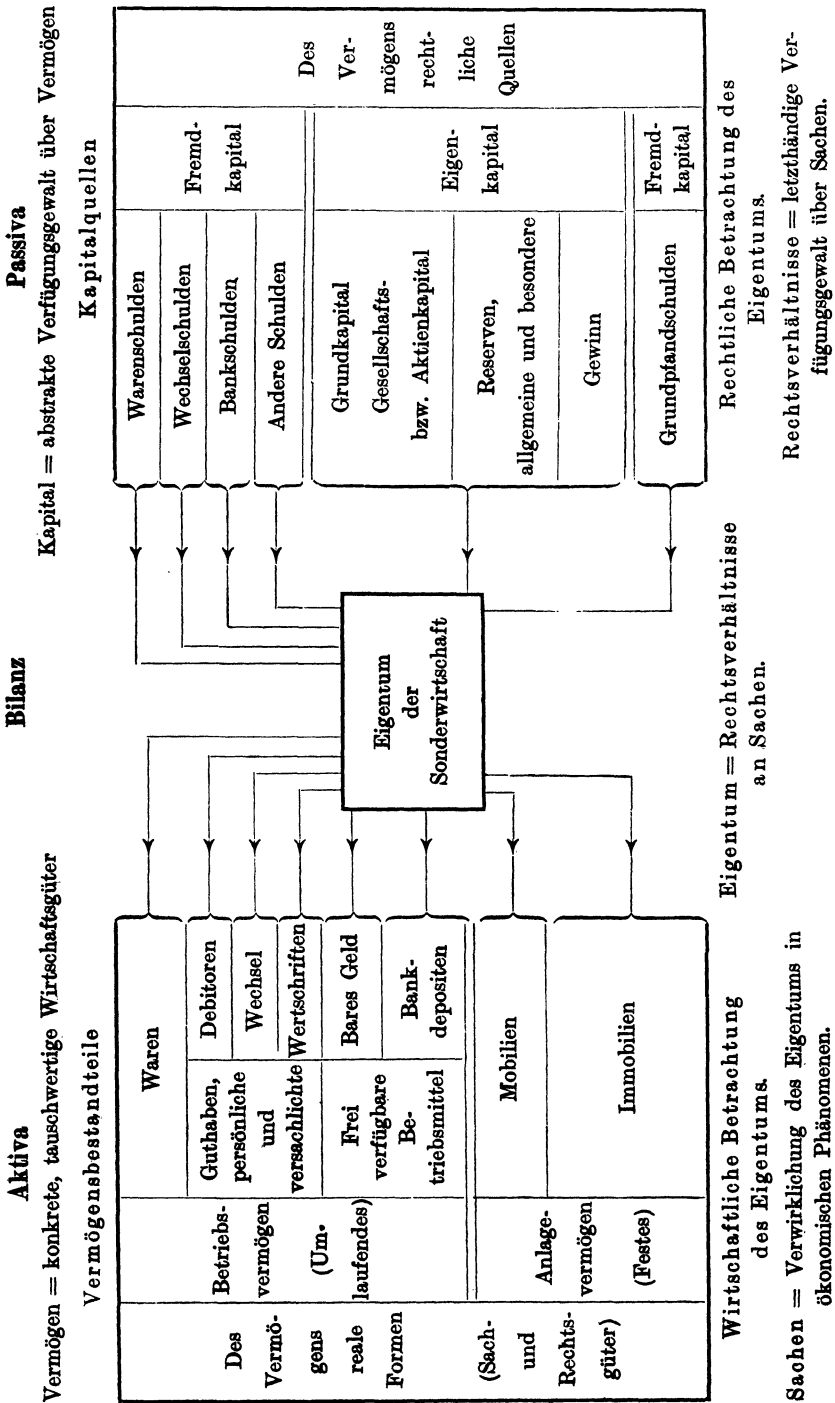 Bilanz
Aktiva
Vermögen = konkrete, tauschwertige Wirtschaftsgüter
Vermögensbestandteile
Des
Vermö-
gens
reale
Formen
(Sach-
und
Rechts-
güter)
Betriebs-
vermögen
(Um-
laufendes)
Anlage-
vermögen
(Festes)
Waren
Guthaben,
persönliche
und
versachlichte
Debitoren
Wechsel
Wertschriften
Frei
verfügbare
Be-
triebsmittel
Bares Geld
Bank-
depositen
Mobilien
Immobilien
Wirtschaftliche Betrachtung
des Eigentums.
Sachen = Verwirklichung des Eigentums in
ökonomischen Phänomenen.
Eigentum
der
Sonderwirtschaft
Eigentum = Rechtsverhältnisse
an Sachen.
Passiva
Kapital = abstrakte Verfügungsgewalt über Vermögen
Kapitalquellen
Warenschulden
Wechselschulden
Bankschulden
Andere Schulden
Fremd-
kapital
Grundkapital
Gesellschafts-
bzw. Aktienkapital
Reserven,
allgemeine und besondere
Gewinn
Eigen-
kapital
Grundpfandschulden
Fremd-
kapital
Des
Ver-
mögens
recht-
liche
Quellen
Rechtliche Betrachtung des
Eigentums.
Rechtsverhältnisse = letzthändige Ver-
fügungsgewalt über Sachen.